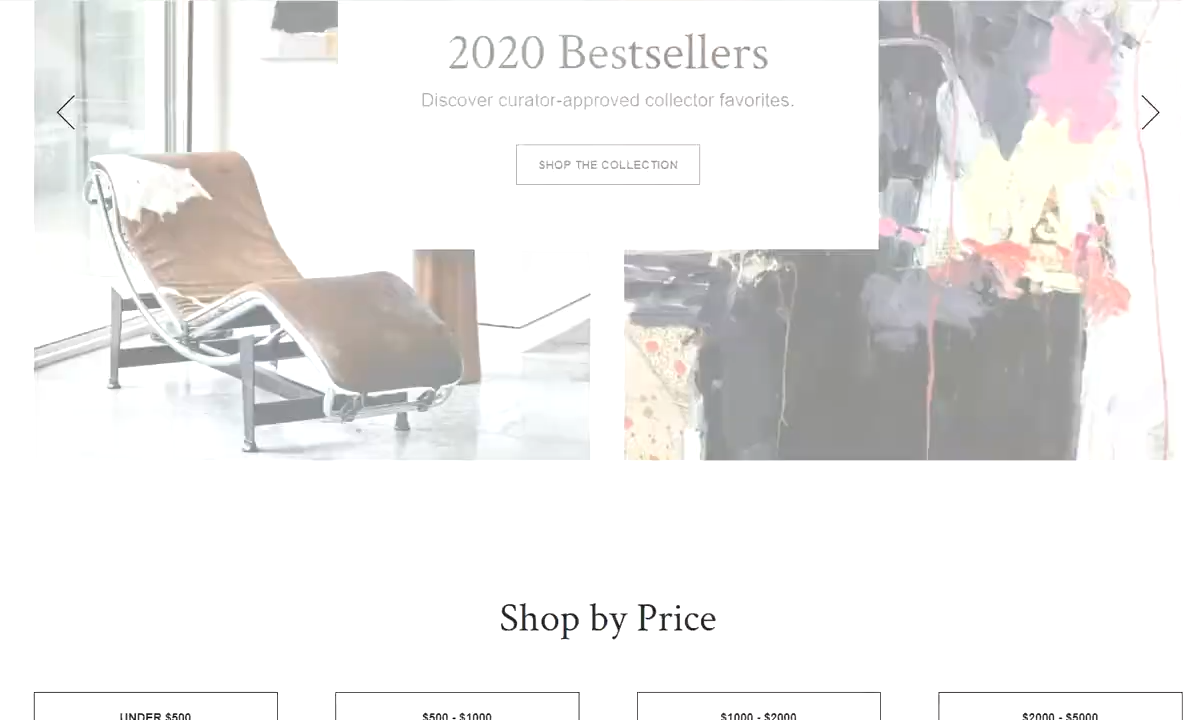 2020 Bestsellers
Discover curator-approved collector favorites.
SHOP THE COLLECTION
Shop by Price
UNDER $500
$500 - $1000
$1000 - $2000
$2000 - $5000